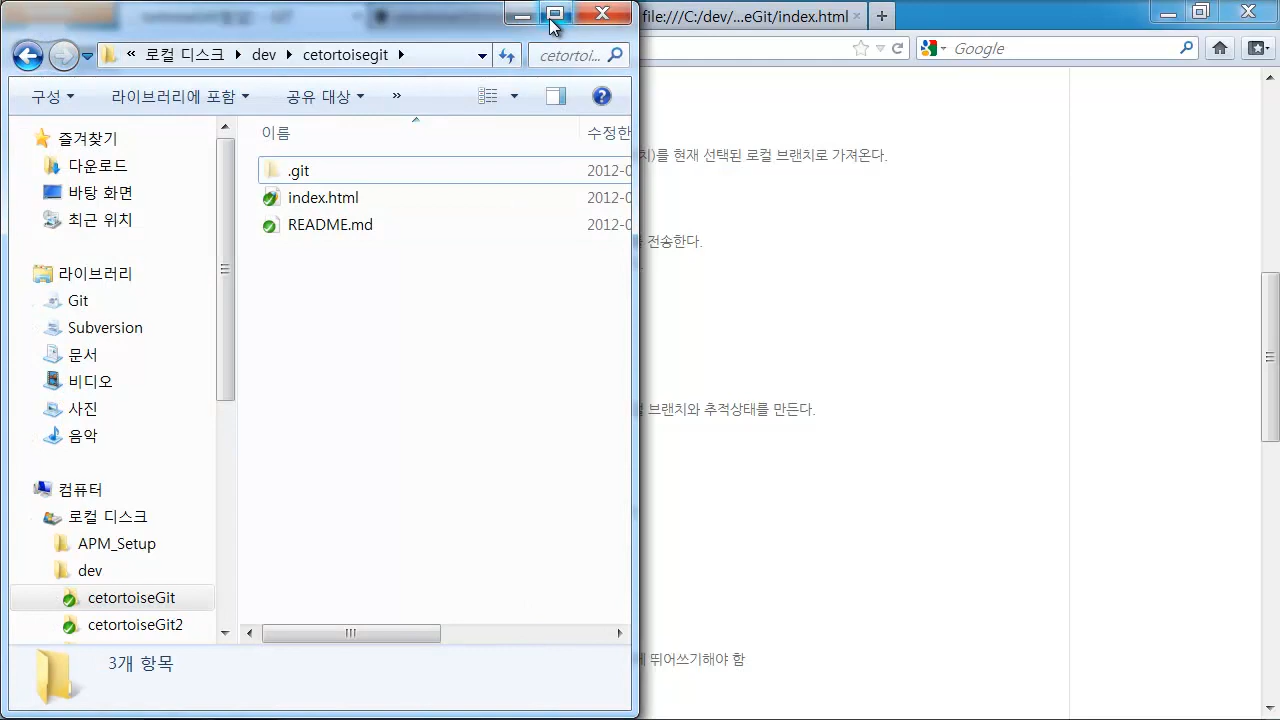 file:///C:/dev/...eGit/index.html
« 로컬 디스크 dev cetortoisegit
cetortoi...
Google
구성 라이브러리에 포함 공유 대상 »
이름
수정한
즐겨찾기
다운로드
바탕 화면
최근 위치
라이브러리
Git
Subversion
문서
비디오
사진
음악
컴퓨터
로컬 디스크
APM_Setup
dev
cetortoiseGit
cetortoiseGit2
.git 2012-0
index.html 2012-0
README.md 2012-0
3개 항목
치)를 현재 선택된 로컬 브랜치로 가져온다.
전송한다.
브랜치와 추적상태를 만든다.
뛰어쓰기해야 함